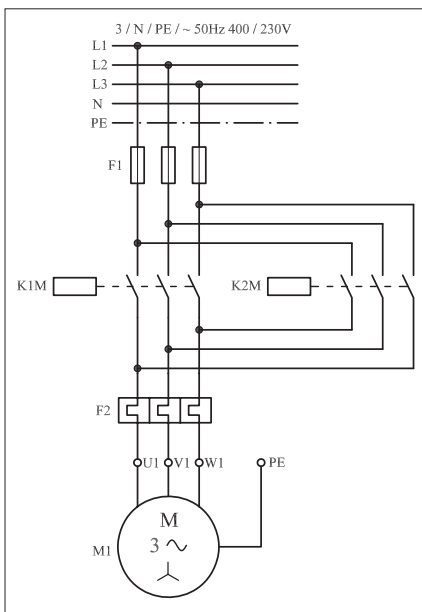 3 / N / PE / ~ 50Hz 400 / 230V
L1
L2
L3
N
PE
F1
K1M K2M
F2
U1 V1 W1 PE
M
3 ~
M1